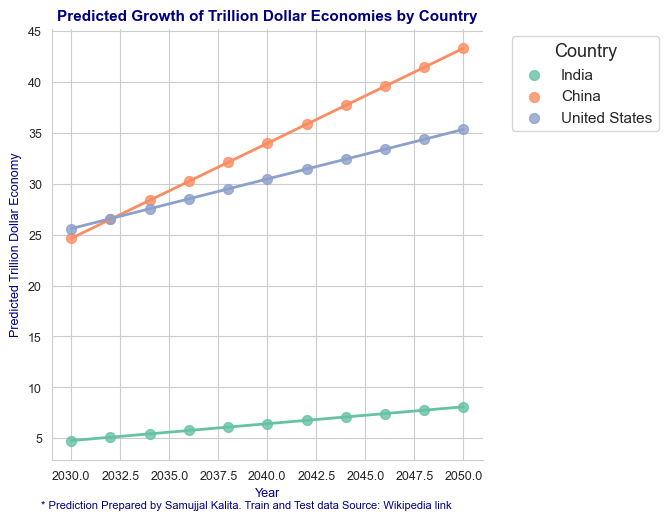 Predicted Growth of Trillion Dollar Economies by Country
Predicted Trillion Dollar Economy
45
40
35
30
25
20
15
10
5
2030.0 2032.5 2035.0 2037.5 2040.0 2042.5 2045.0 2047.5 2050.0
Year
* Prediction Prepared by Samujjal Kalita. Train and Test data Source: Wikipedia link
Country
India
China
United States